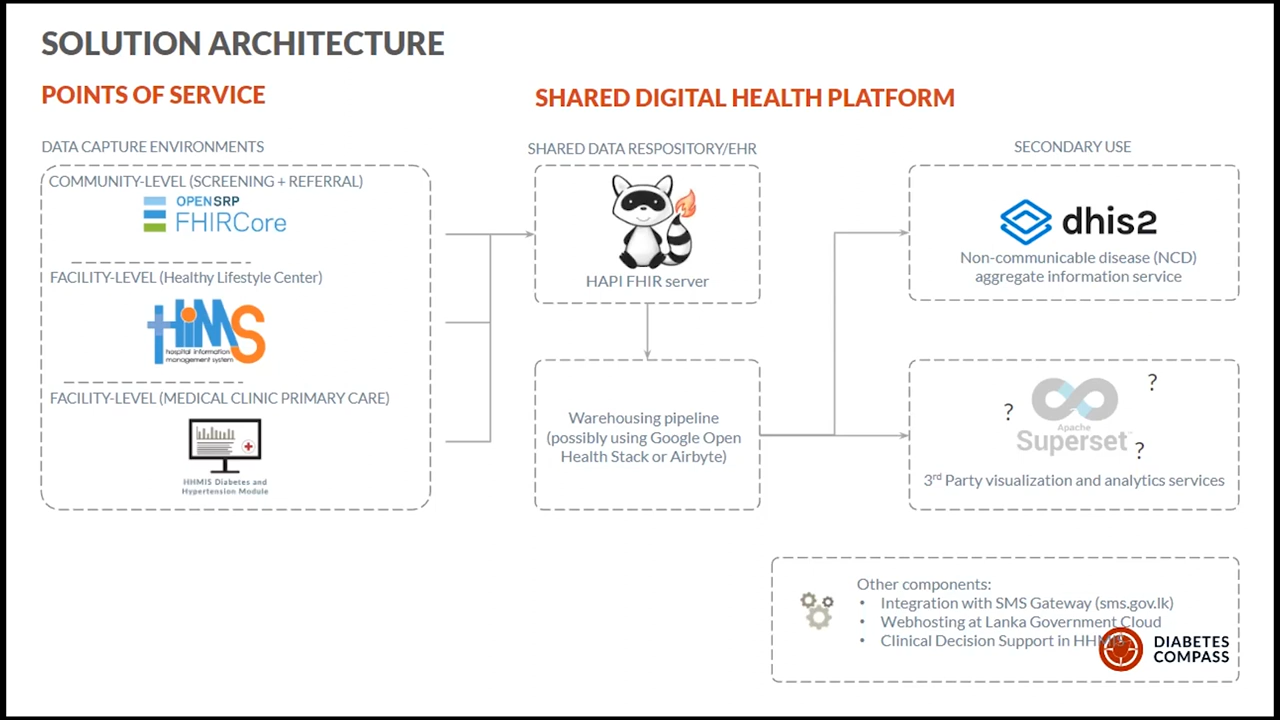 SOLUTION ARCHITECTURE
POINTS OF SERVICE
SHARED DIGITAL HEALTH PLATFORM
DATA CAPTURE ENVIRONMENTS
COMMUNITY-LEVEL (SCREENING + REFERRAL)
OPENSRP
FHIRCore
FACILITY-LEVEL (Healthy Lifestyle Center)
HiMS
hospital information
management system
FACILITY-LEVEL (MEDICAL CLINIC PRIMARY CARE)
HHMIS Diabetes and
Hypertension Module
SHARED DATA RESPOSITORY/EHR
HAPI FHIR server
Warehousing pipeline
(possibly using Google Open
Health Stack or Airbyte)
SECONDARY USE
dhis2
Non-communicable disease (NCD)
aggregate information service
?
?
Apache
Superset™
?
3rd Party visualization and analytics services
Other components:
• Integration with SMS Gateway (sms.gov.lk)
• Webhosting at Lanka Government Cloud
• Clinical Decision Support in
DIABETES
COMPASS